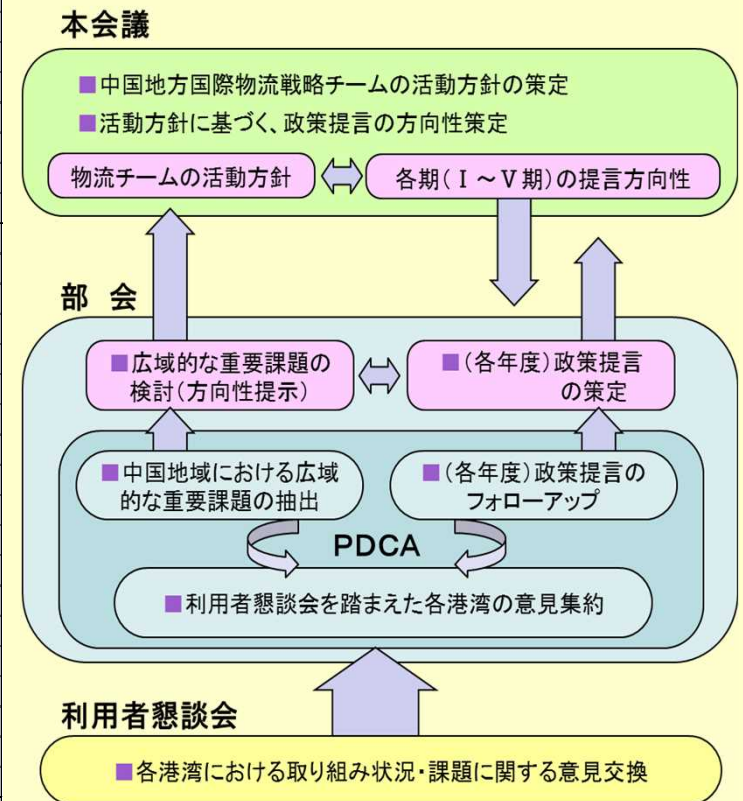 本会議
■中国地方国際物流戦略チームの活動方針の策定
■活動方針に基づく、政策提言の方向性策定
物流チームの活動方針
各期(Ⅰ～Ⅴ期)の提言方向性
部 会
■広域的な重要課題の
検討(方向性提示)
■(各年度)政策提言
の策定
■中国地域における広域
的な重要課題の抽出
■(各年度)政策提言の
フォローアップ
PDCA
■利用者懇談会を踏まえた各港湾の意見集約
利用者懇談会
■各港湾における取り組み状況・課題に関する意見交換